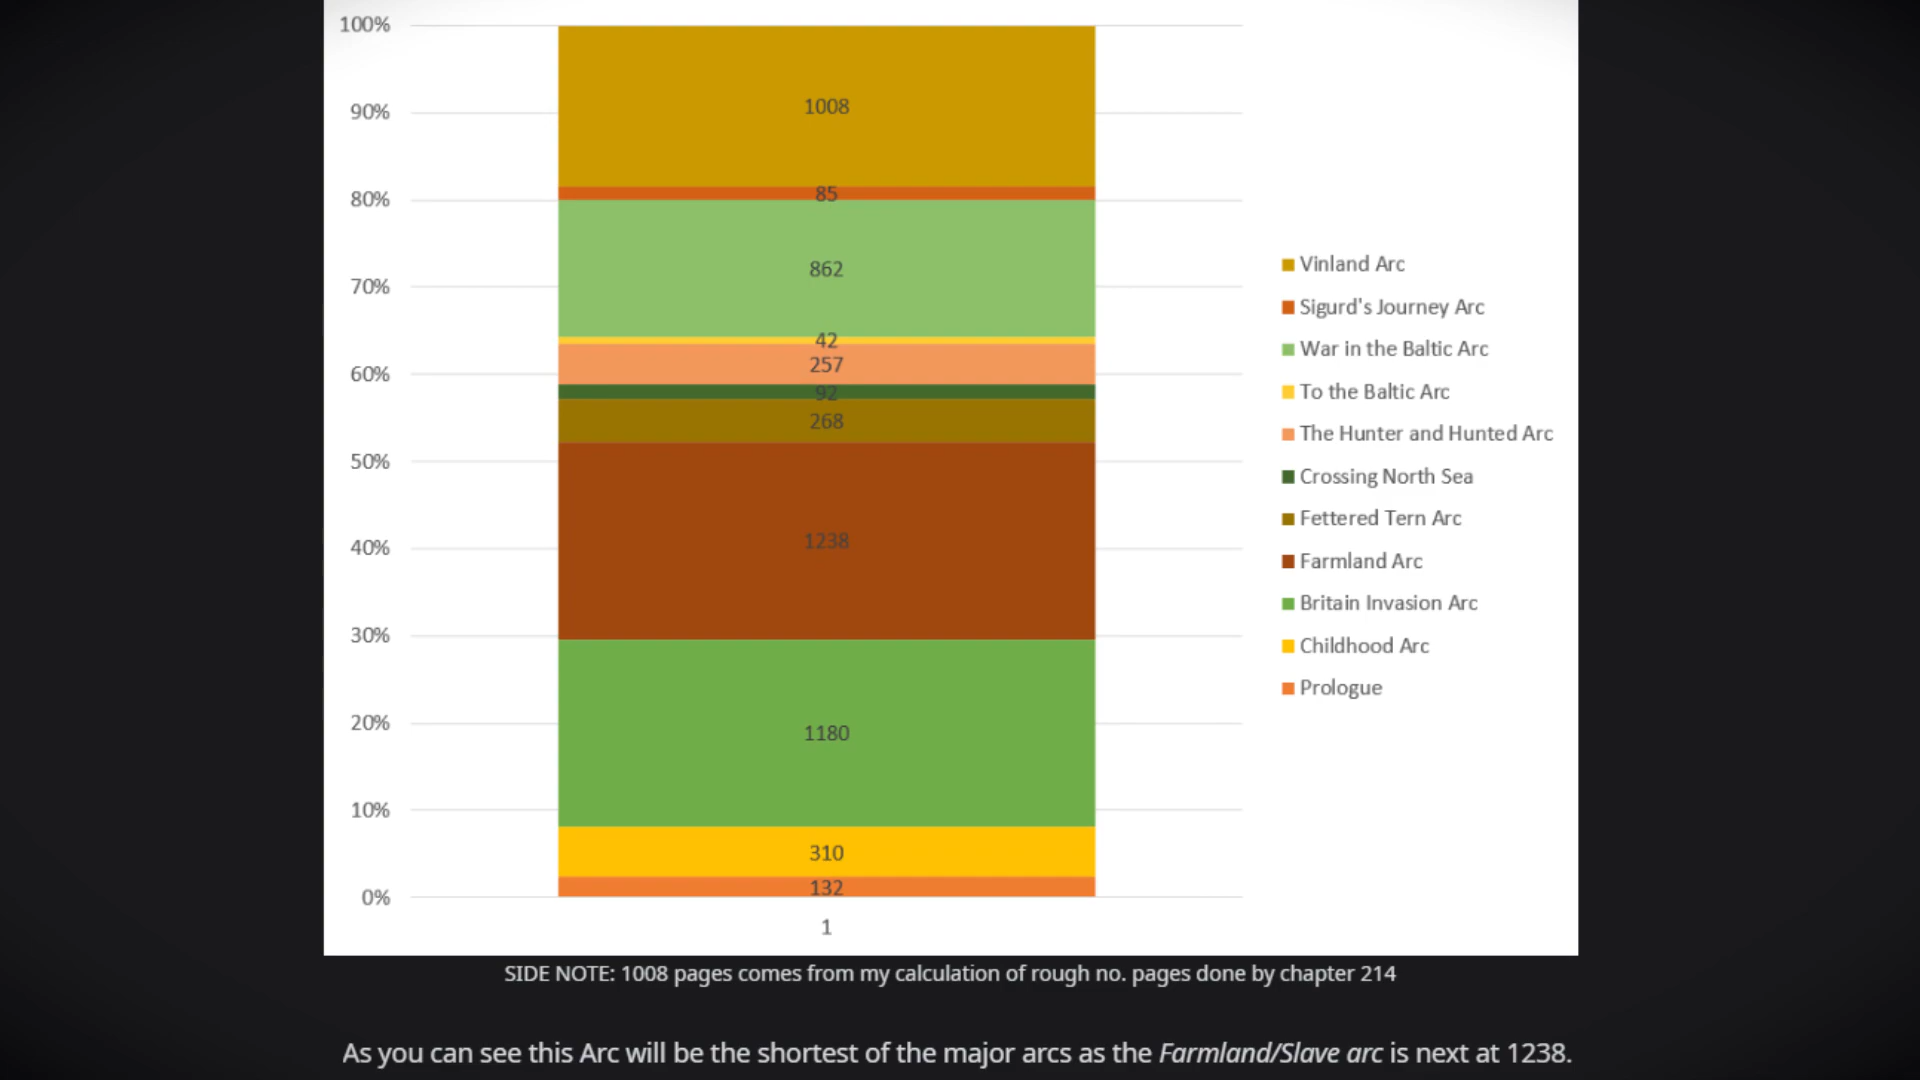 100%
90%
80%
70%
60%
50%
40%
30%
20%
10%
0%
1008
85
862
42
257
92
268
1238
1180
310
132
1
Vinland Arc
Sigurd's Journey Arc
War in the Baltic Arc
To the Baltic Arc
The Hunter and Hunted Arc
Crossing North Sea
Fettered Tern Arc
Farmland Arc
Britain Invasion Arc
Childhood Arc
Prologue
SIDE NOTE: 1008 pages comes from my calculation of rough no. pages done by chapter 214
As you can see this Arc will be the shortest of the major arcs as the Farmland/Slave arc is next at 1238.